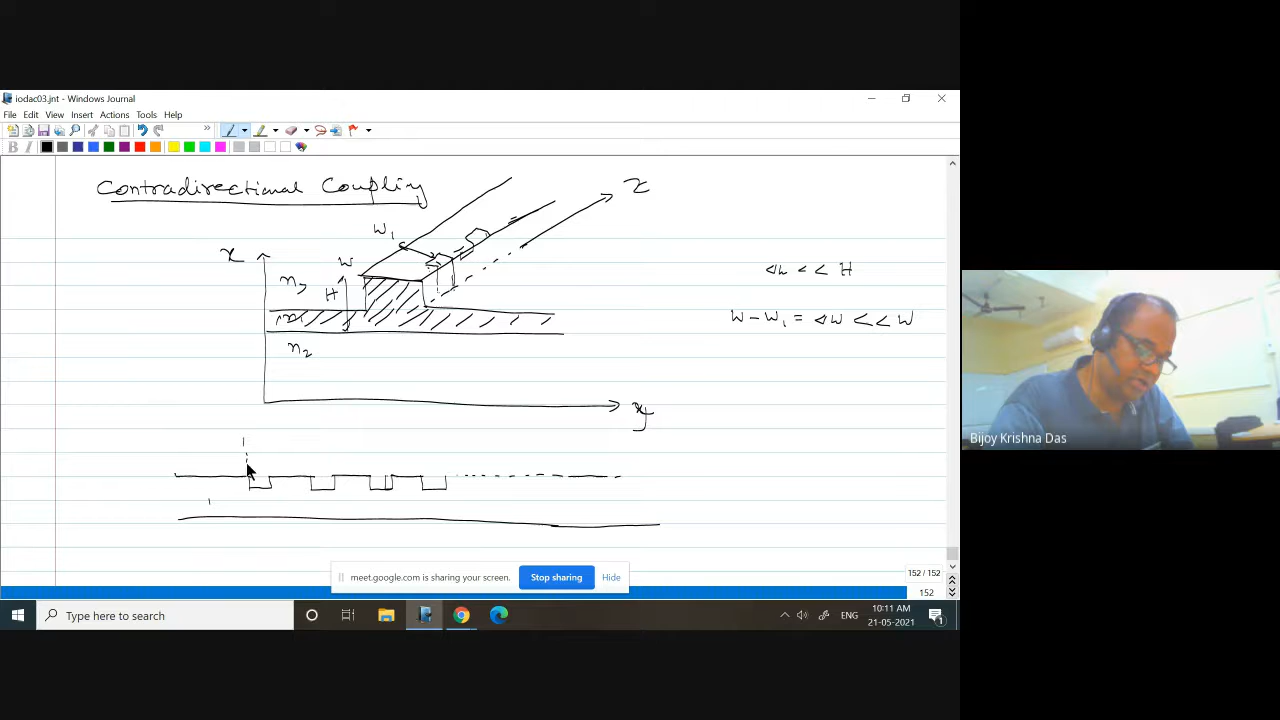 iodac03.jnt - Windows Journal
File Edit View Insert Actions Tools Help
B I
Contradirectional Coupling
z
W1
x
W
n3
H
Δh << H
W - W1 = ΔW << W
n2
y
Bijoy Krishna Das
meet.google.com is sharing your screen. Stop sharing Hide
152 / 152
152
Type here to search
ENG
10:11 AM
21-05-2021
1